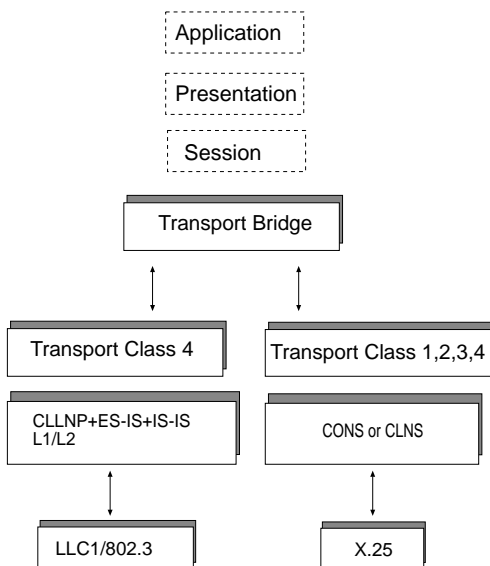 Application
Presentation
Session
Transport Bridge
Transport Class 4
Transport Class 1,2,3,4
CLLNP+ES-IS+IS-IS
L1/L2
CONS or CLNS
LLC1/802.3
X.25